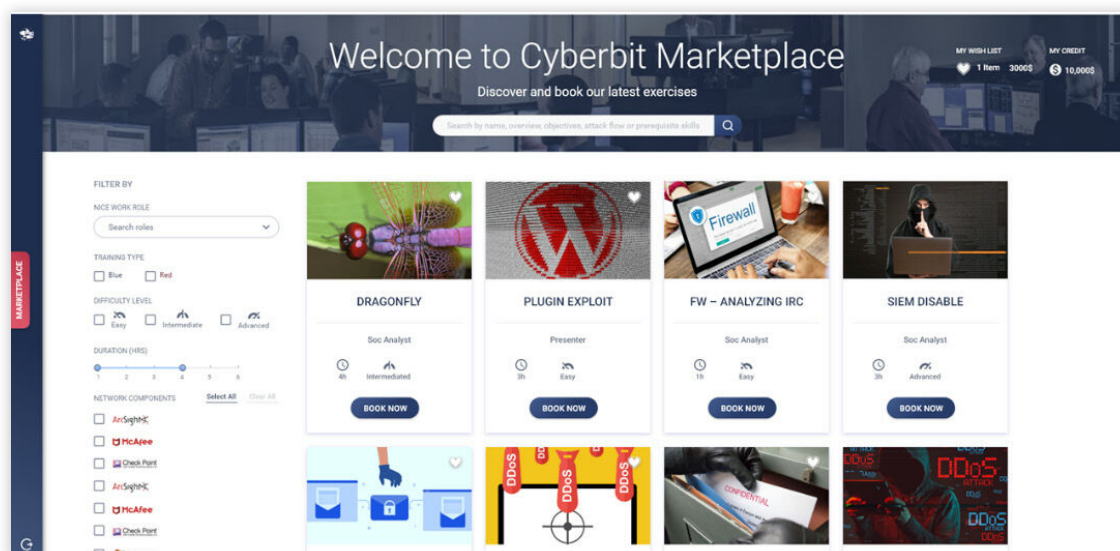 Welcome to Cyberbit Marketplace
Discover and book our latest exercises
Search by name, overview, objectives, attack flow or prerequisite skills
MY WISH LIST
1 Item 3000$
MY CREDIT
10,000$
MARKETPLACE
FILTER BY
NICE WORK ROLE
Search roles
TRAINING TYPE
Blue Red
DIFFICULTY LEVEL
Easy Intermediate Advanced
DURATION (HRS)
1 2 3 4 5 6
NETWORK COMPONENTS Select All Clear All
ArcSight
McAfee
Check Point
ArcSight
McAfee
Check Point
Firewall
DRAGONFLY
Soc Analyst
4h Intermediated
BOOK NOW
PLUGIN EXPLOIT
Presenter
3h Easy
BOOK NOW
FW – ANALYZING IRC
Soc Analyst
1h Easy
BOOK NOW
SIEM DISABLE
Soc Analyst
3h Advanced
BOOK NOW
DDoS
DDoS
DDoS
CONFIDENTIAL
DDoS
DDoS
ATTACK
DDoS
DDoS